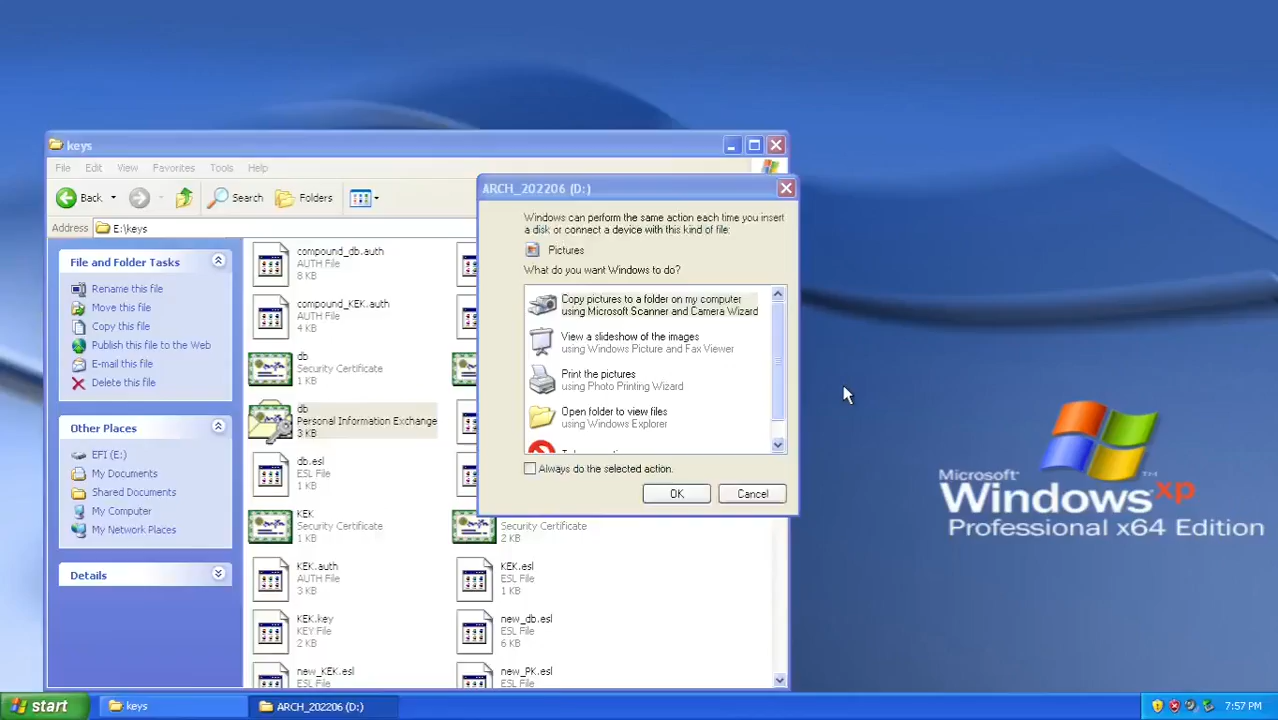 keys
File Edit View Favorites Tools Help
Back Search Folders
Address E:\keys
File and Folder Tasks
Rename this file
Move this file
Copy this file
Publish this file to the Web
E-mail this file
Delete this file
Other Places
EFI (E:)
My Documents
Shared Documents
My Computer
My Network Places
Details
compound_db.auth
AUTH File
8 KB
compound_KEK.auth
AUTH File
4 KB
db
Security Certificate
1 KB
db
Personal Information Exchange
3 KB
db.esl
ESL File
1 KB
KEK
Security Certificate
1 KB
Security Certificate
2 KB
KEK.auth
AUTH File
3 KB
KEK.esl
ESL File
1 KB
KEK.key
KEY File
2 KB
new_db.esl
ESL File
6 KB
new_KEK.esl
ESL File
new_PK.esl
ESL File
ARCH_202206 (D:)
Windows can perform the same action each time you insert
a disk or connect a device with this kind of file:
Pictures
What do you want Windows to do?
Copy pictures to a folder on my computer
using Microsoft Scanner and Camera Wizard
View a slideshow of the images
using Windows Picture and Fax Viewer
Print the pictures
using Photo Printing Wizard
Open folder to view files
using Windows Explorer
Always do the selected action.
OK Cancel
Microsoft
Windows xp
Professional x64 Edition
start keys ARCH_202206 (D:) 7:57 PM